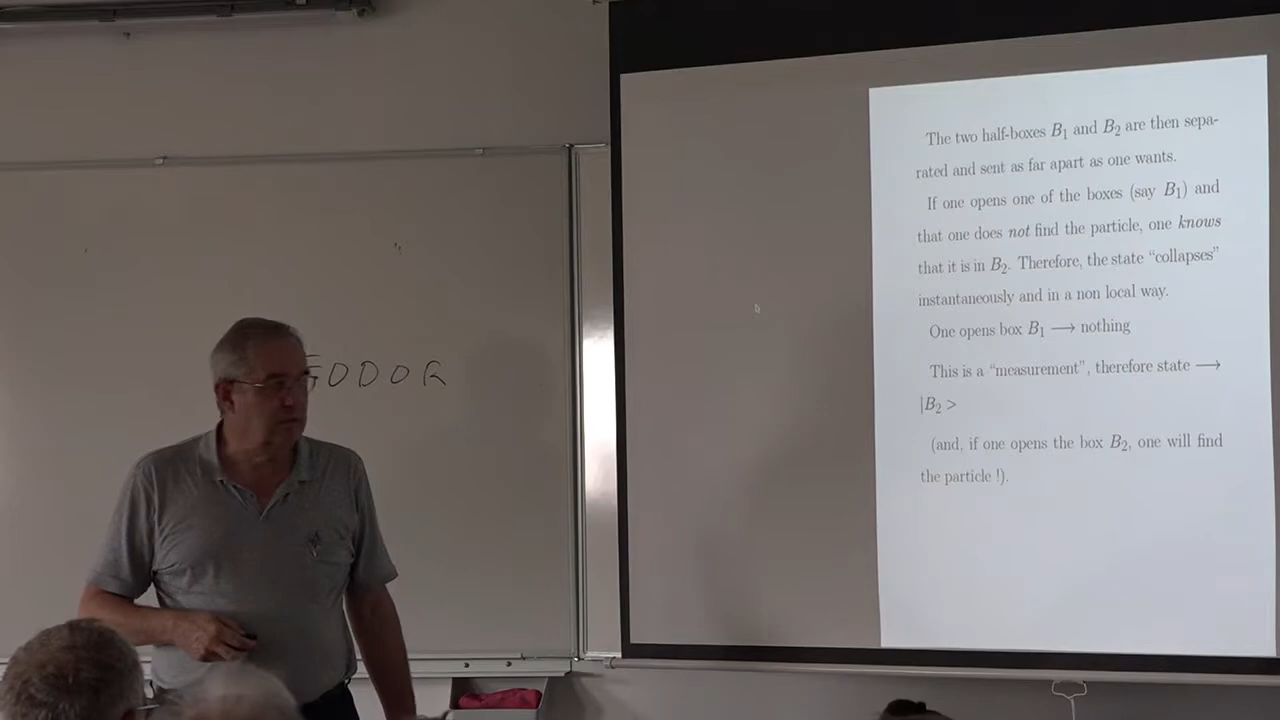 FODOR
The two half-boxes B₁ and B₂ are then sepa-
rated and sent as far apart as one wants.
If one opens one of the boxes (say B₁) and
that one does not find the particle, one knows
that it is in B₂. Therefore, the state “collapses”
instantaneously and in a non local way.
One opens box B₁ ⟶ nothing
This is a “measurement”, therefore state ⟶
|B₂ >
(and, if one opens the box B₂, one will find
the particle !).